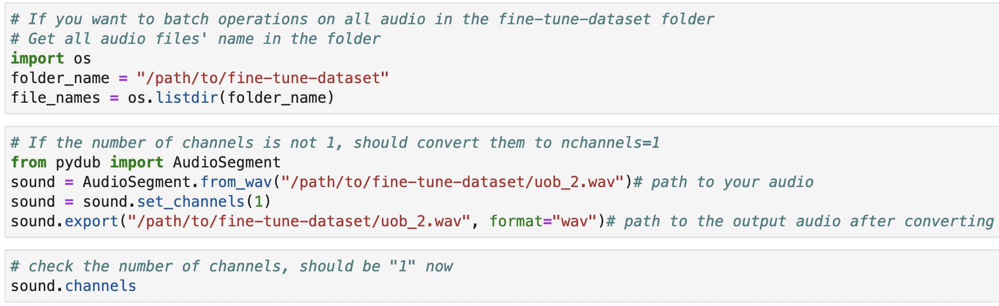 # If you want to batch operations on all audio in the fine-tune-dataset folder
# Get all audio files' name in the folder
import os
folder_name = "/path/to/fine-tune-dataset"
file_names = os.listdir(folder_name)
# If the number of channels is not 1, should convert them to nchannels=1
from pydub import AudioSegment
sound = AudioSegment.from_wav("/path/to/fine-tune-dataset/uob_2.wav")# path to your audio
sound = sound.set_channels(1)
sound.export("/path/to/fine-tune-dataset/uob_2.wav", format="wav")# path to the output audio after converting
# check the number of channels, should be "1" now
sound.channels